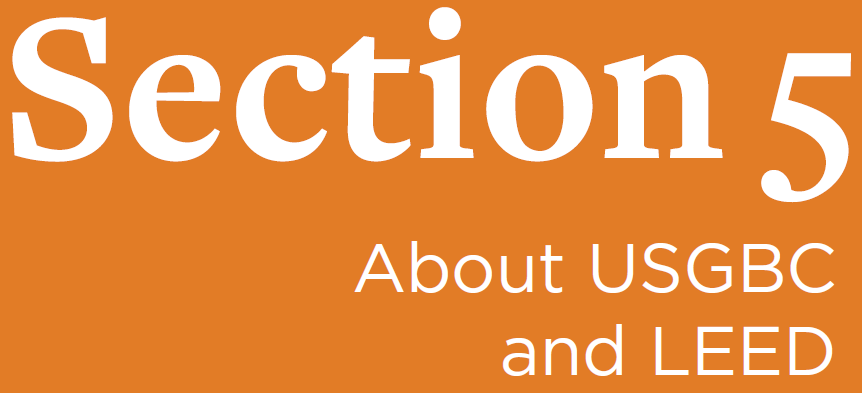 Section 5
About USGBC
and LEED